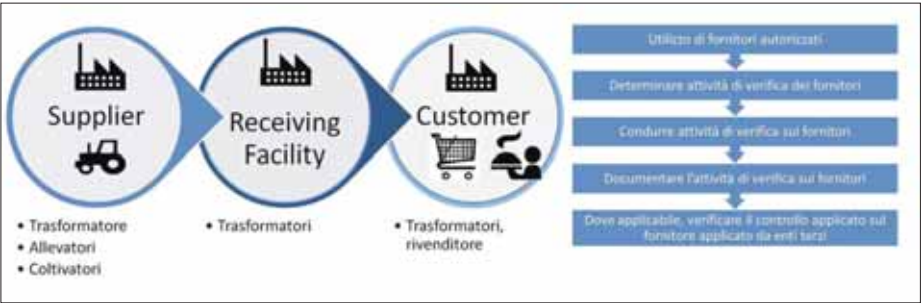 Supplier
• Trasformatore
• Allevatori
• Coltivatori
Receiving
Facility
• Trasformatori
Customer
• Trasformatori,
rivenditore
Utilizzo di fornitori autorizzati
Determinare attività di verifica dei fornitori
Condurre attività di verifica sui fornitori
Documentare l'attività di verifica sui fornitori
Dove applicabile, verificare il controllo applicato sul
fornitore applicato da enti terzi